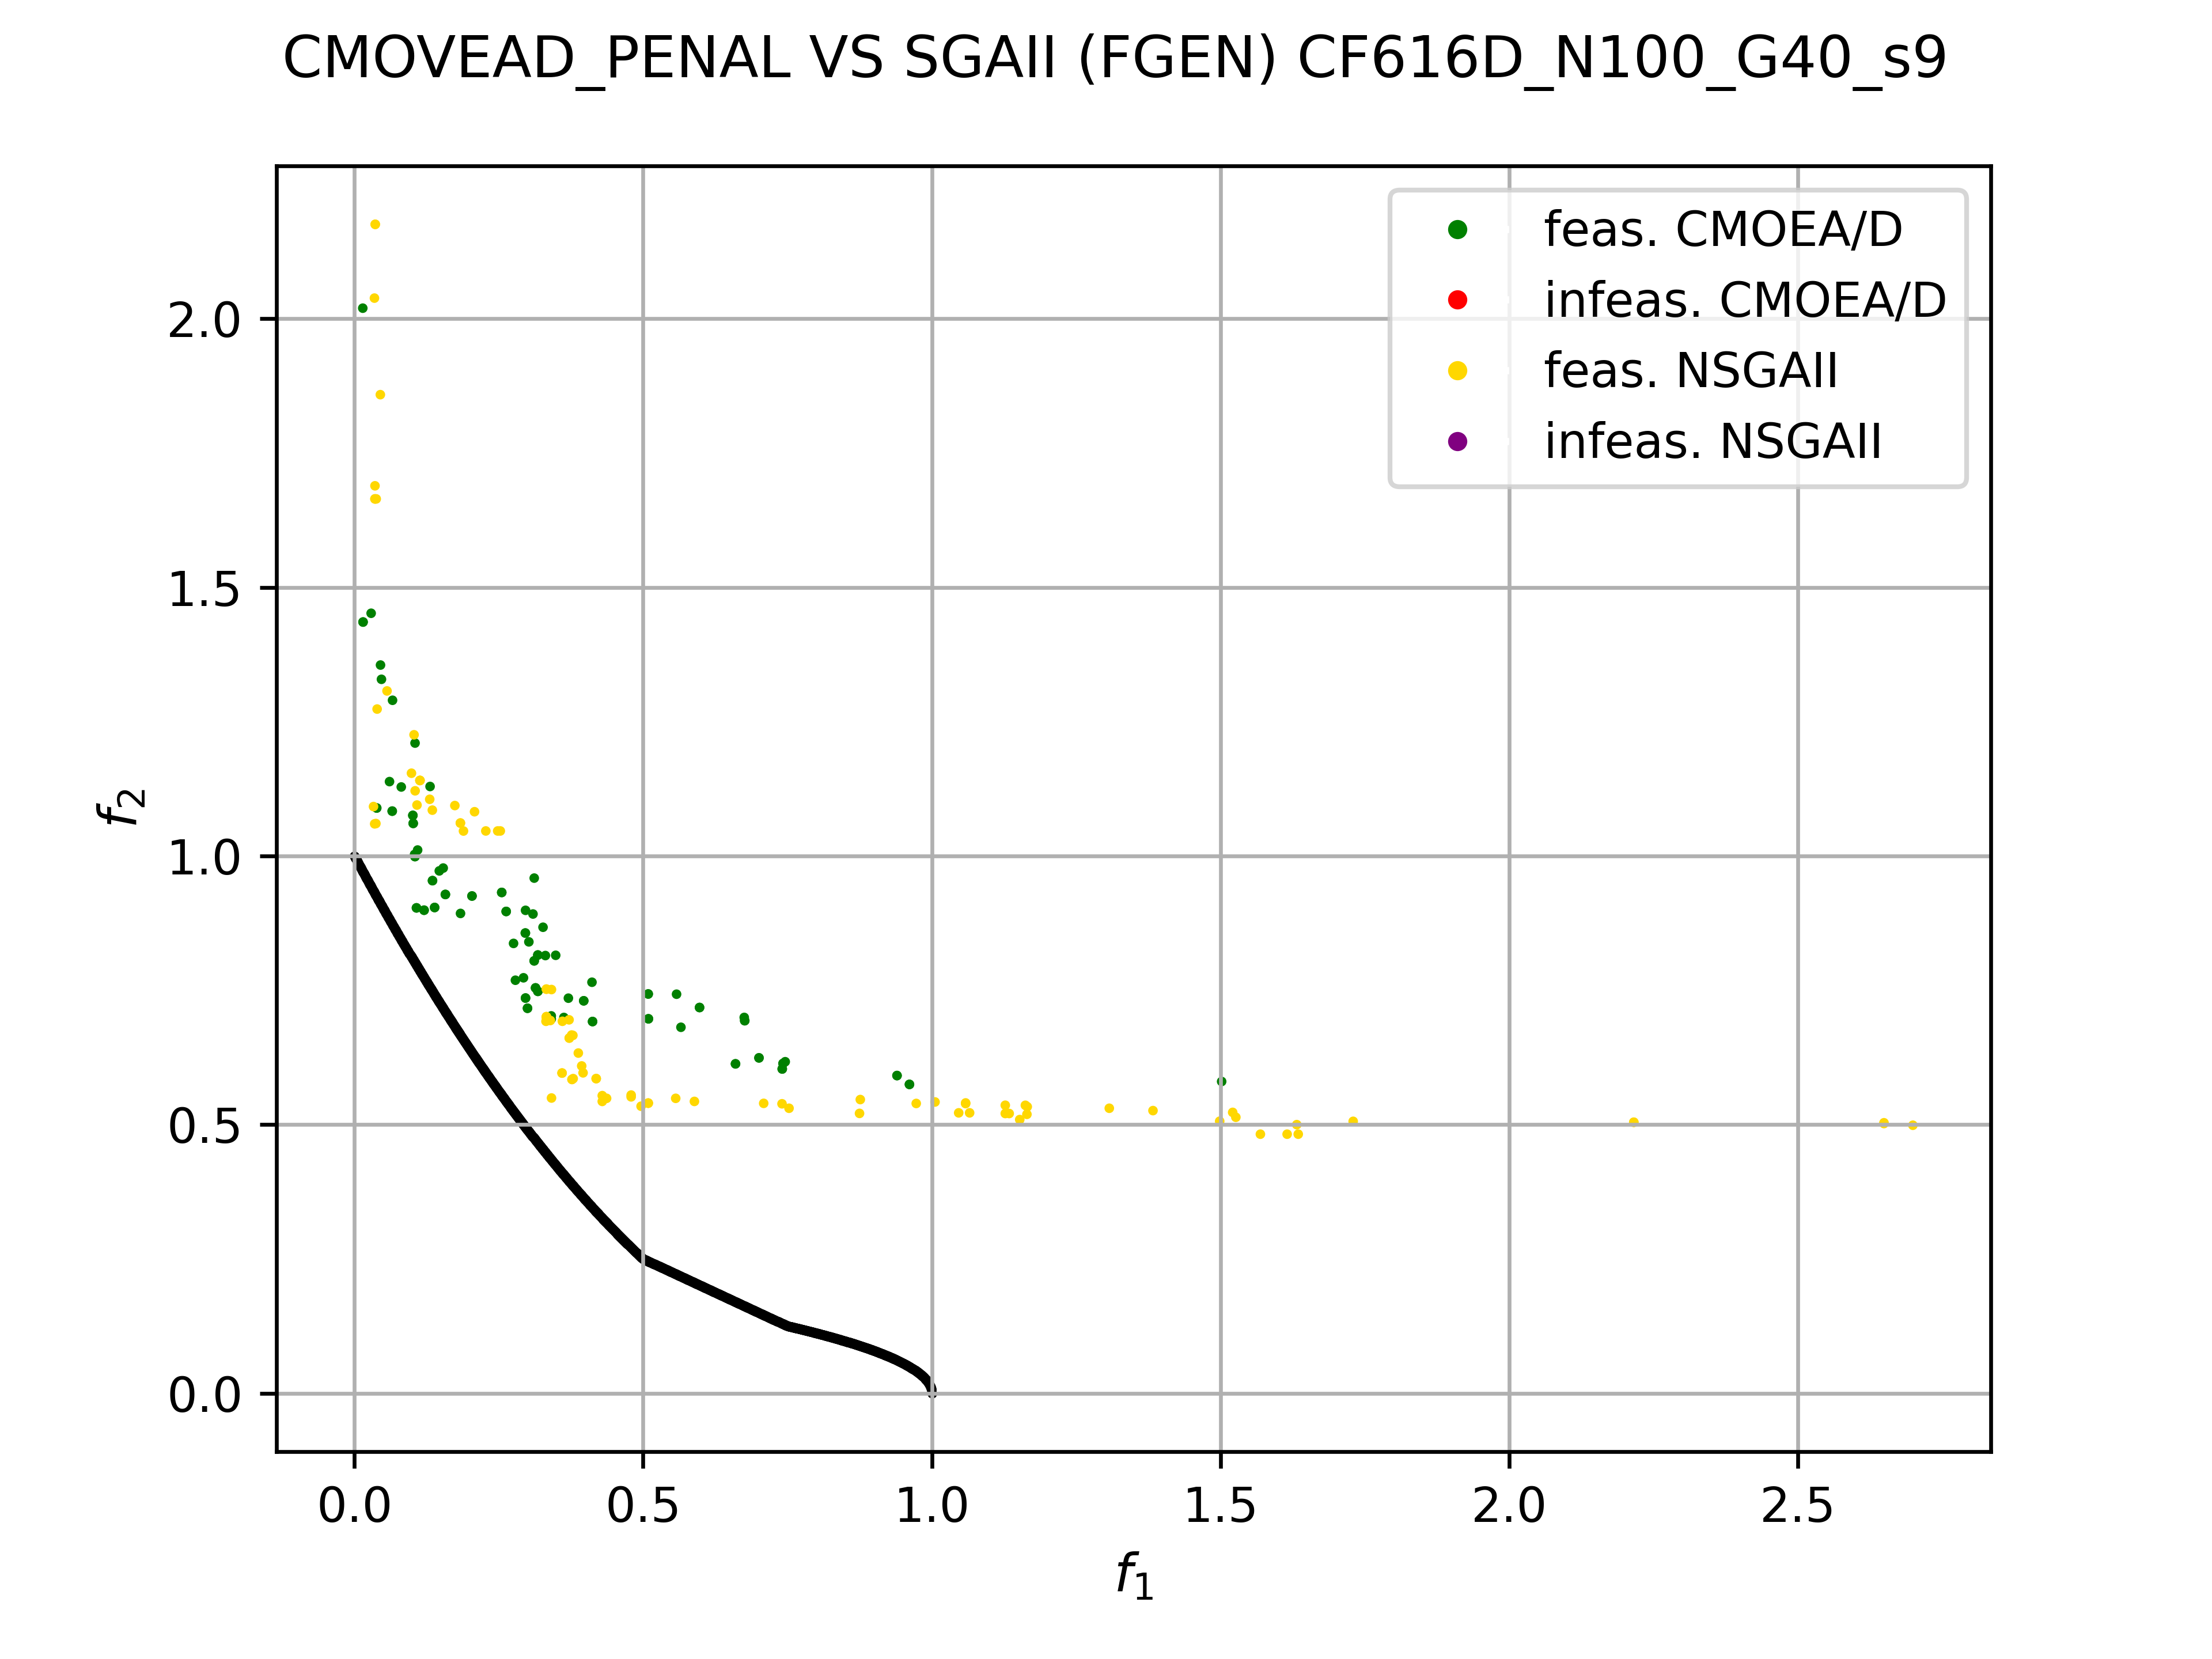 CMOVEAD_PENAL VS SGAII (FGEN) CF616D_N100_G40_s9
feas. CMOEA/D
infeas. CMOEA/D
feas. NSGAII
infeas. NSGAII
2.0
1.5
1.0
0.5
0.0
f2
0.0 0.5 1.0 1.5 2.0 2.5
f1